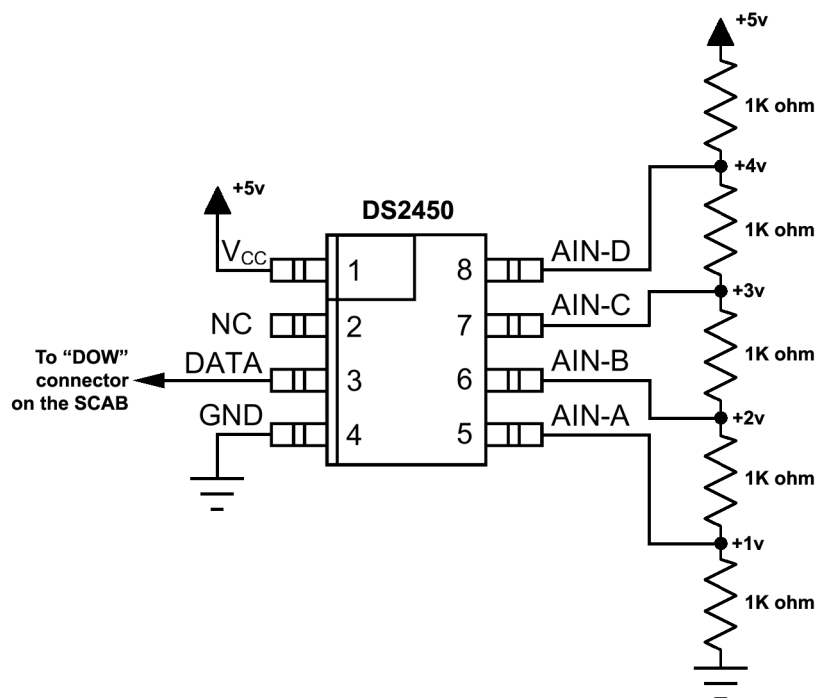 +5v
1K ohm
+4v
+5v
DS2450
1K ohm
VCC
1
8
AIN-D
+3v
NC
2
7
AIN-C
1K ohm
To “DOW”
connector
on the SCAB
DATA
3
6
AIN-B
+2v
GND
4
5
AIN-A
1K ohm
+1v
1K ohm